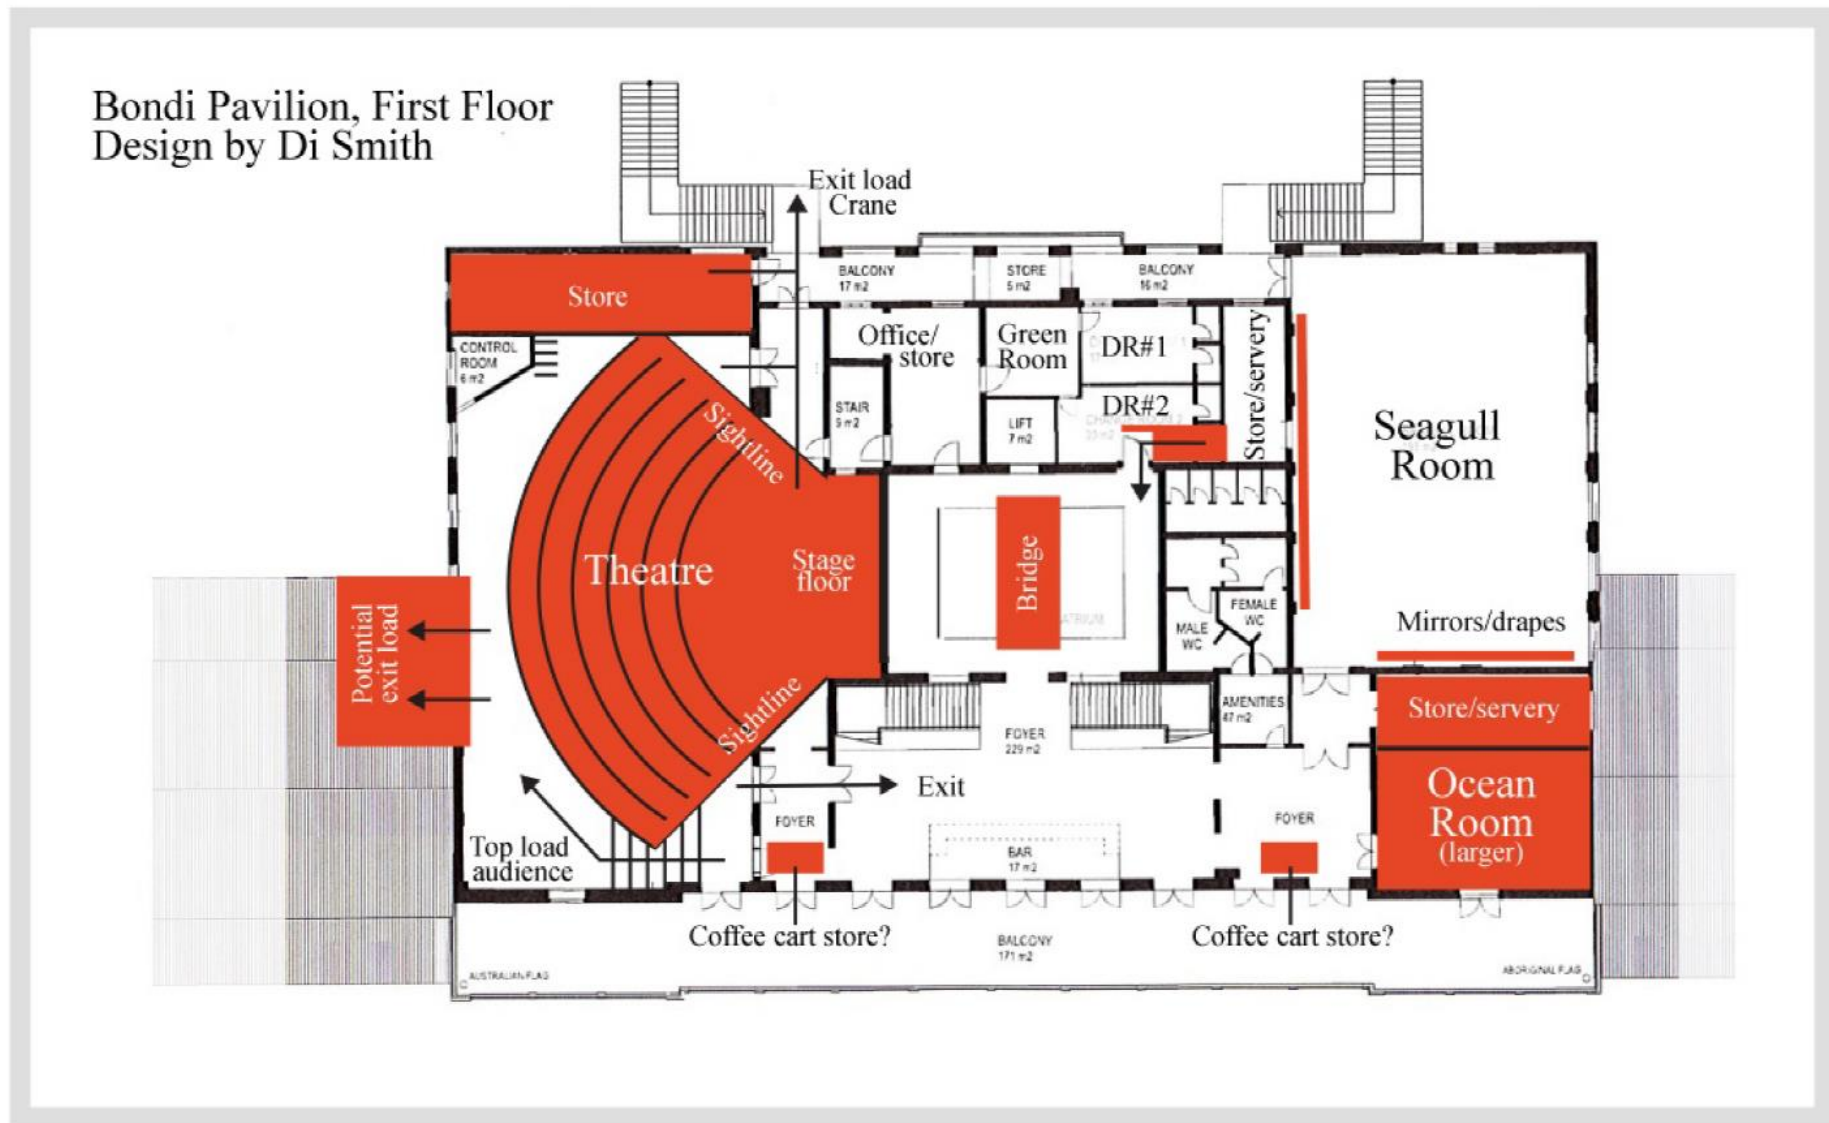 Bondi Pavilion, First Floor
Design by Di Smith
Exit load
Crane
BALCONY
17 m2
STORE
5 m2
BALCONY
16 m2
Store
CONTROL
ROOM
6 m2
Office/
store
Green
Room
DR#1
DR#2
Store/servery
STAIR
LIFT
7 m2
Seagull
Room
Sightline
Theatre
Stage
floor
Bridge
Potential
exit load
MALE
WC
FEMALE
WC
Mirrors/drapes
Sightline
AMENITIES
47 m2
Store/servery
FOYER
229 m2
Exit
Ocean
Room
(larger)
FOYER
FOYER
Top load
audience
BAR
17 m2
Coffee cart store?
Coffee cart store?
BALCONY
171 m2
AUSTRALIAN FLAG
ABORIGINAL FLAG